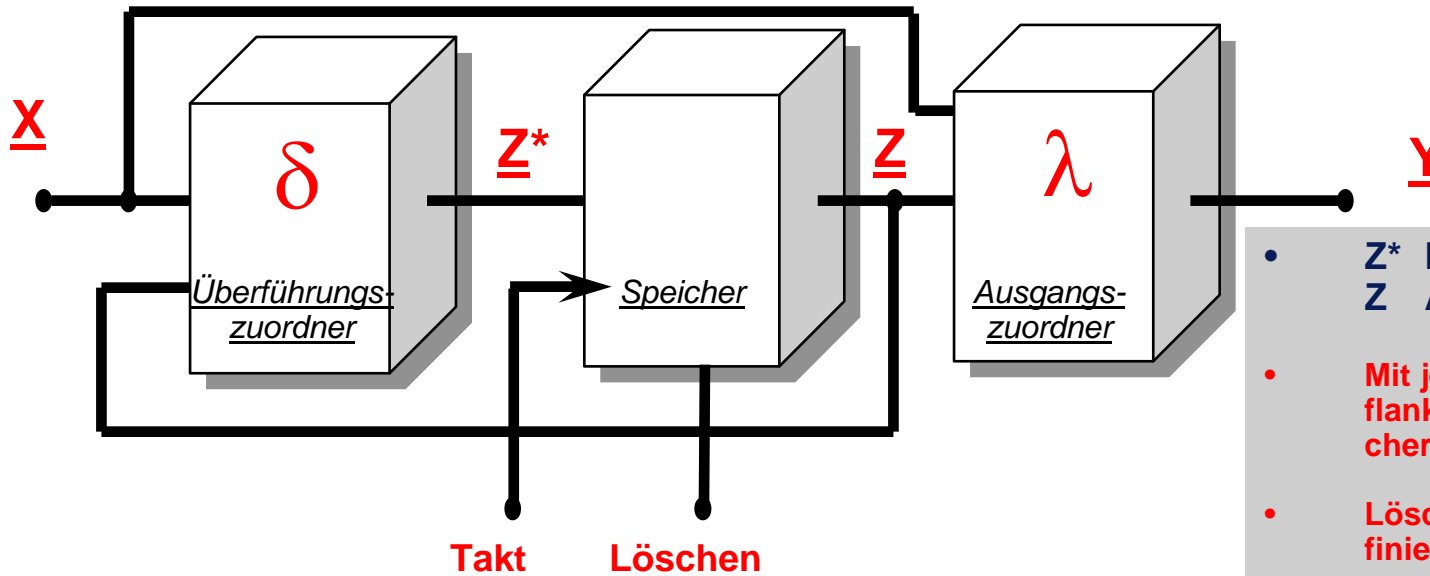 X
δ
Z*
Z
λ
Überführungs-
zuordner
Speicher
Ausgangs-
zuordner
Takt
Löschen
• Z*
Z
• Mit
flank
cher
• Lösc
finie